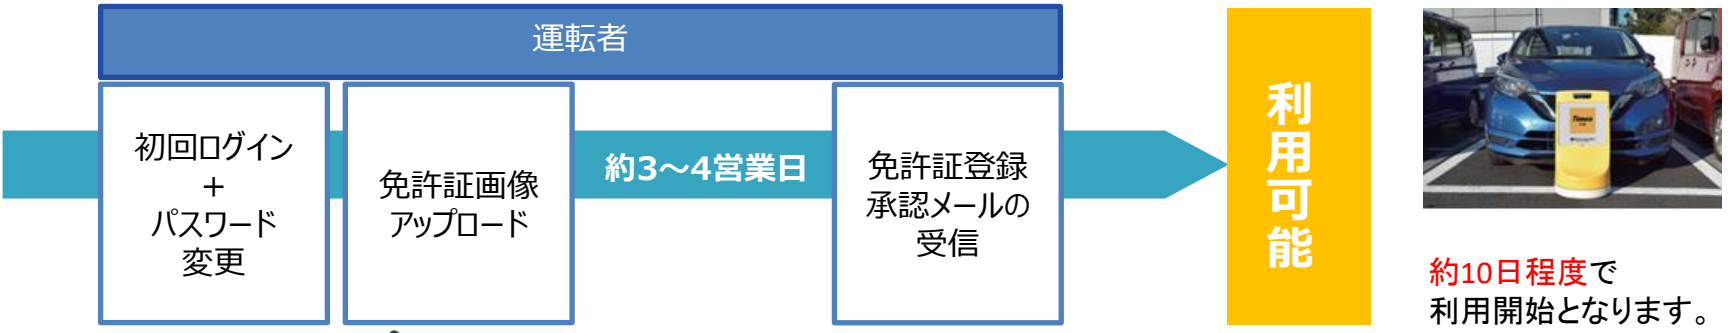 運転者
初回ログイン
+
パスワード
変更
免許証画像
アップロード
約3～4営業日
免許証登録
承認メールの
受信
利用可能
Times
約10日程度で
利用開始となります。